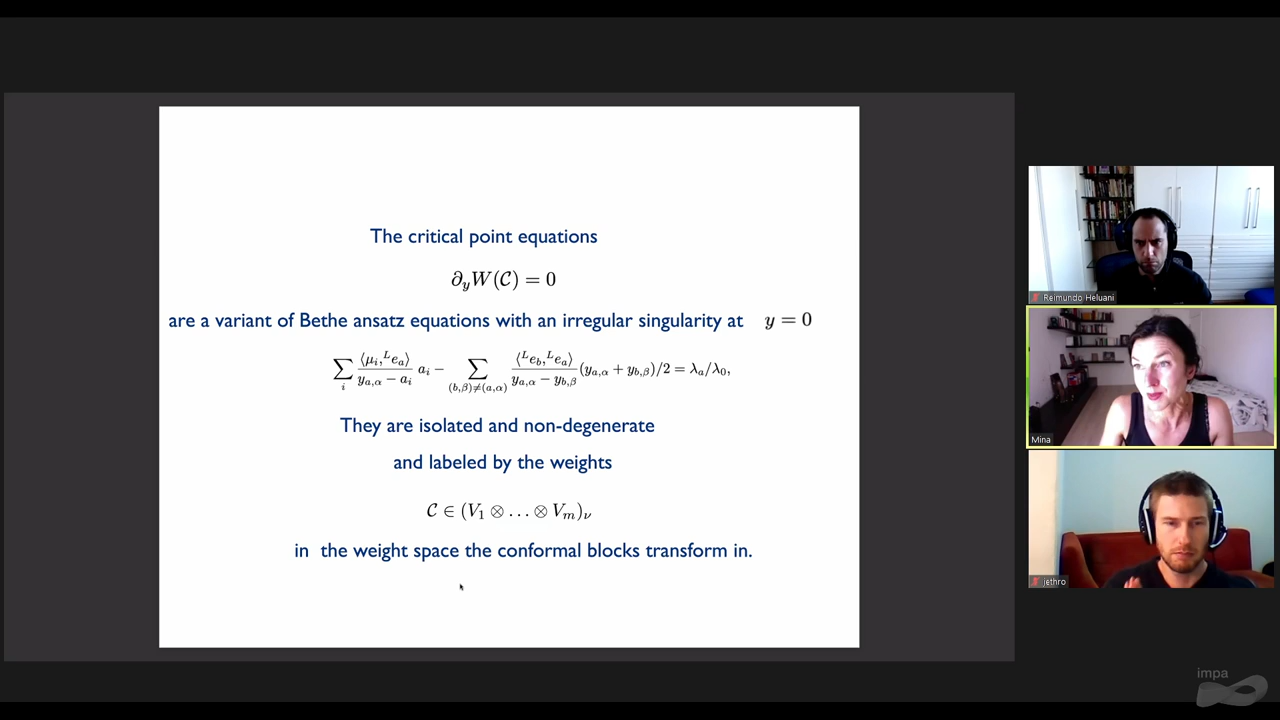 The critical point equations
∂_y W(𝒞) = 0
are a variant of Bethe ansatz equations with an irregular singularity at y = 0
∑_i ⟨μ_i, ^L e_a⟩ / (y_{a,α} − a_i) a_i − ∑_{(b,β)≠(a,α)} ⟨^L e_b, ^L e_a⟩ / (y_{a,α} − y_{b,β}) (y_{a,α} + y_{b,β})/2 = λ_a/λ_0,
They are isolated and non-degenerate
and labeled by the weights
𝒞 ∈ (V_1 ⊗ … ⊗ V_m)_ν
in the weight space the conformal blocks transform in.
Reimundo Heluani
Mina
jethro
impa